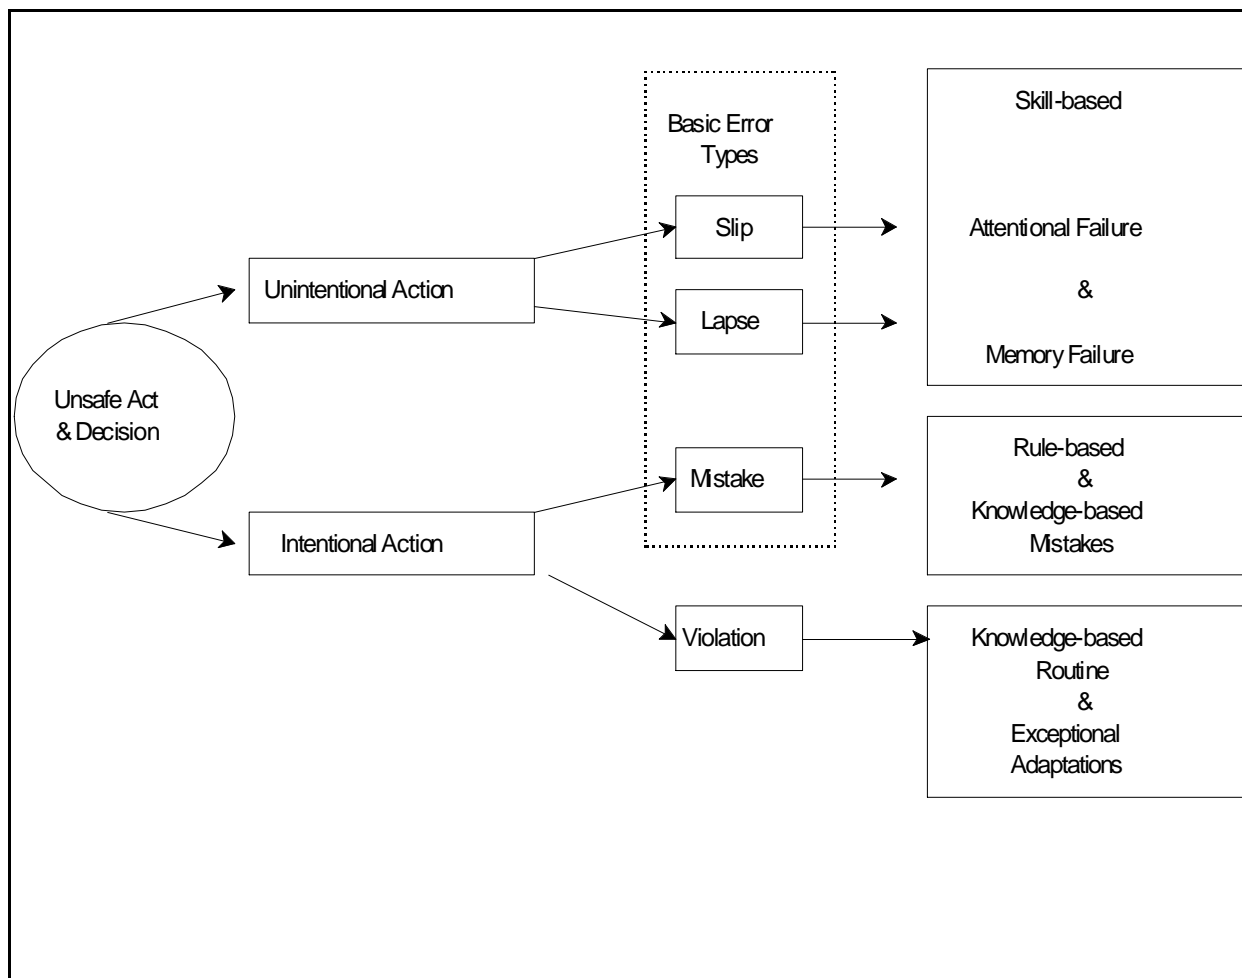 Unsafe Act
& Decision
Unintentional Action
Intentional Action
Basic Error
Types
Slip
Lapse
Mistake
Violation
Skill-based
Attentional Failure
&
Memory Failure
Rule-based
&
Knowledge-based
Mistakes
Knowledge-based
Routine
&
Exceptional
Adaptations